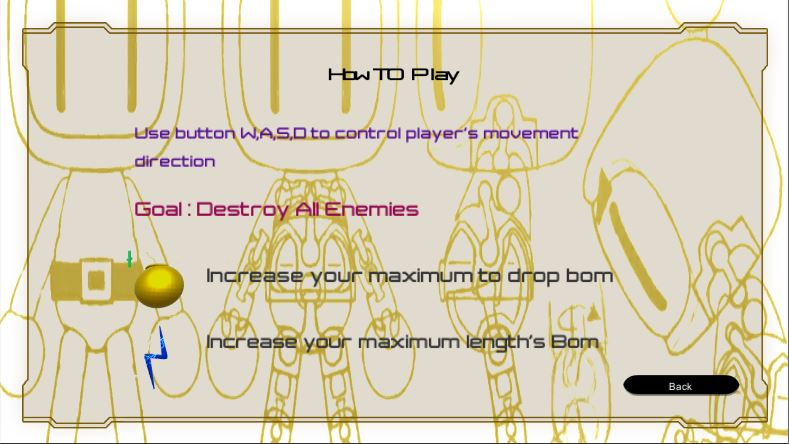 How TO Play
Use button W,A,S,D to control player's movement
direction
Goal : Destroy All Enemies
Increase your maximum to drop bom
Increase your maximum length's Bom
Back